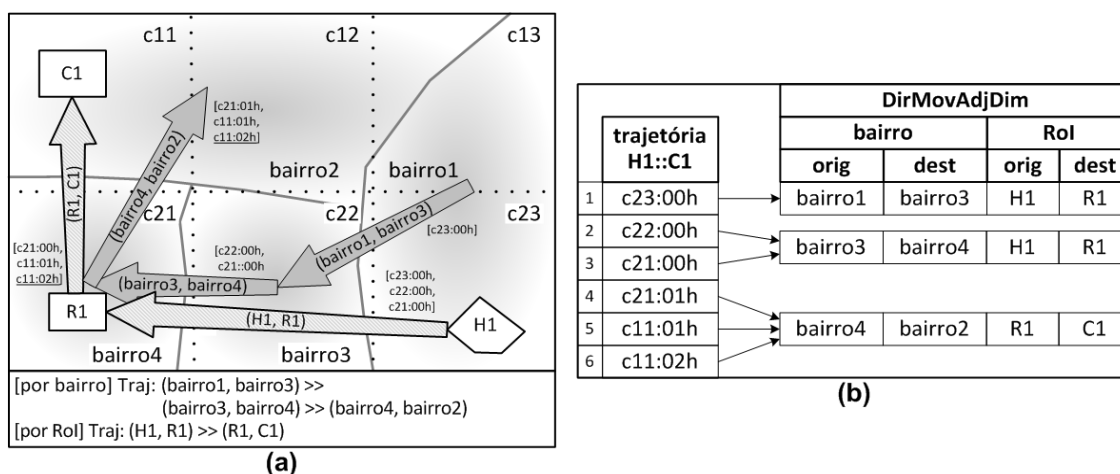 c11
c12
c13
C1
[c21:01h,
c11:01h,
c11:02h]
(bairro4, bairro2)
(R1, C1)
bairro2
bairro1
c21
c22
c23
(bairro1, bairro3)
[c23:00h]
[c21:00h,
c11:01h,
c11:02h]
[c22:00h,
c21::00h]
(bairro3, bairro4)
[c23:00h,
c22:00h,
c21:00h]
R1
(H1, R1)
H1
bairro4
bairro3
[por bairro] Traj: (bairro1, bairro3) >>
(bairro3, bairro4) >> (bairro4, bairro2)
[por RoI] Traj: (H1, R1) >> (R1, C1)
(a)
DirMovAdjDim
trajetória
H1::C1
bairro RoI
orig dest orig dest
1 c23:00h bairro1 bairro3 H1 R1
2 c22:00h
bairro3 bairro4 H1 R1
3 c21:00h
4 c21:01h
5 c11:01h bairro4 bairro2 R1 C1
6 c11:02h
(b)